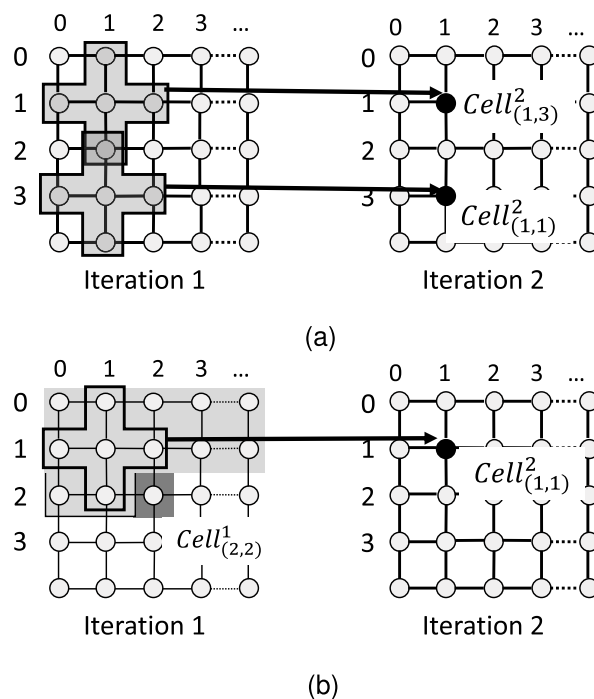 0 1 2 3 ... 0 1 2 3 ...
0 0
1 1 Cell²₍₁,₃₎
2 2
3 3 Cell²₍₁,₁₎
Iteration 1 Iteration 2
(a)
0 1 2 3 ... 0 1 2 3 ...
0 0
1 1 Cell²₍₁,₁₎
2 2
3 Cell¹₍₂,₂₎ 3
Iteration 1 Iteration 2
(b)